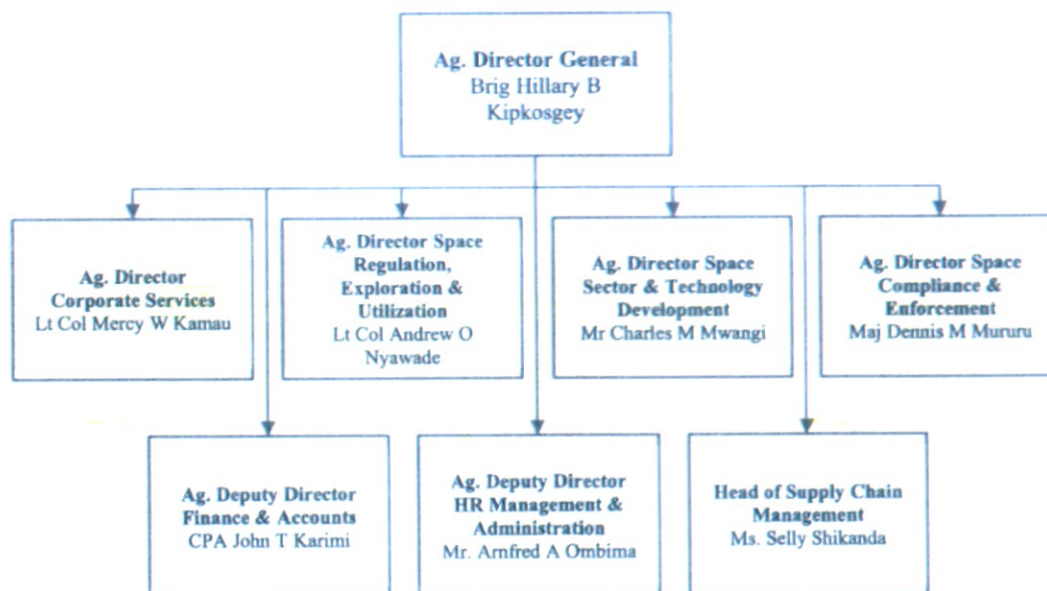 Ag. Director General
Brig Hillary B
Kipkosgey
Ag. Director
Corporate Services
Lt Col Mercy W Kamau
Ag. Director Space
Regulation,
Exploration &
Utilization
Lt Col Andrew O
Nyawade
Ag. Director Space
Sector & Technology
Development
Mr Charles M Mwangi
Ag. Director Space
Compliance &
Enforcement
Maj Dennis M Mururu
Ag. Deputy Director
Finance & Accounts
CPA John T Karimi
Ag. Deputy Director
HR Management &
Administration
Mr. Arnfred A Ombima
Head of Supply Chain
Management
Ms. Selly Shikanda